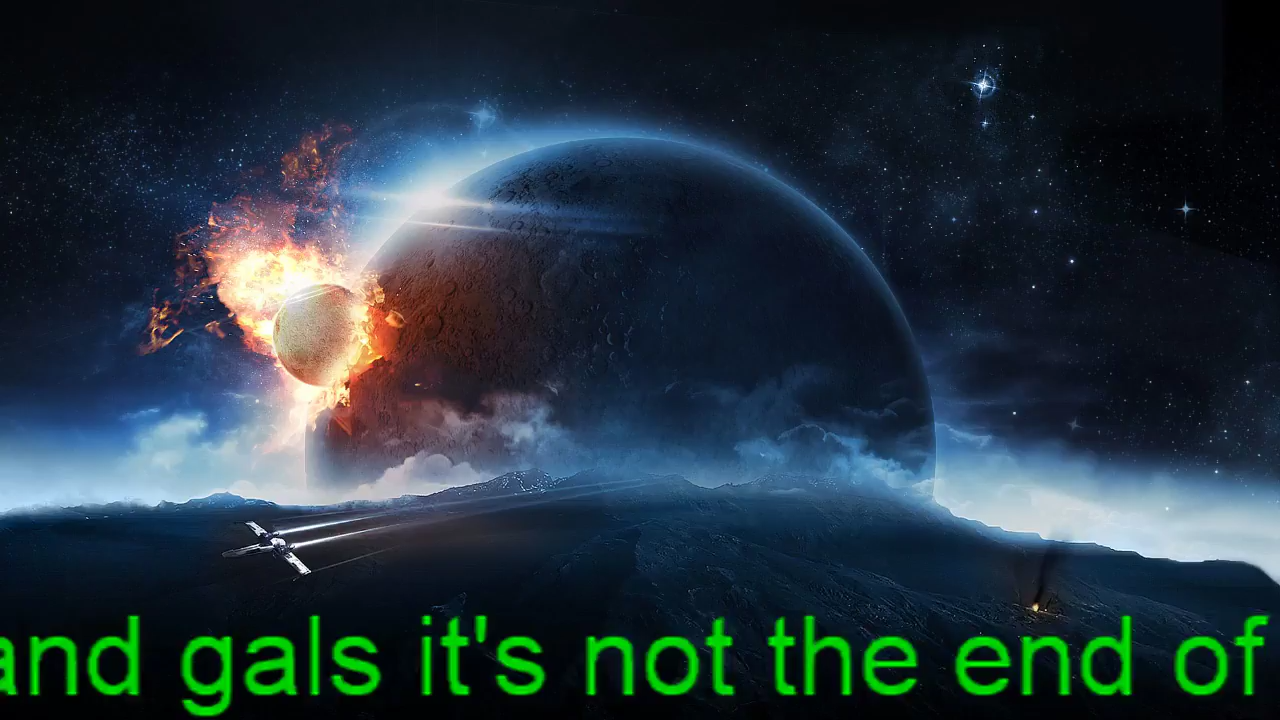 and gals it's not the end of